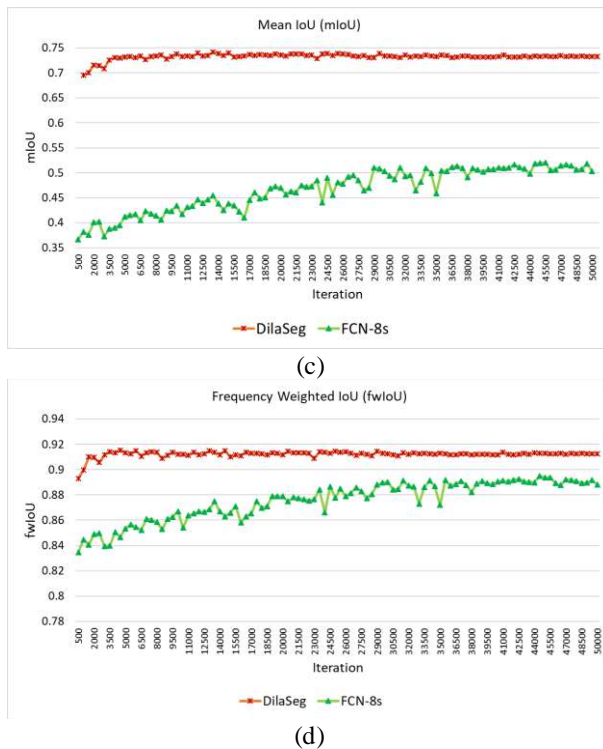 Mean IoU (mIoU)
0.75
0.7
0.65
0.6
0.55
0.5
0.45
0.4
0.35
mIoU
500 2000 3500 5000 6500 8000 9500 11000 12500 14000 15500 17000 18500 20000 21500 23000 24500 26000 27500 29000 30500 32000 33500 35000 36500 38000 39500 41000 42500 44000 45500 47000 48500 50000
Iteration
DilaSeg FCN-8s
(c)
Frequency Weighted IoU (fwIoU)
0.94
0.92
0.9
0.88
0.86
0.84
0.82
0.8
0.78
fwIoU
500 2000 3500 5000 6500 8000 9500 11000 12500 14000 15500 17000 18500 20000 21500 23000 24500 26000 27500 29000 30500 32000 33500 35000 36500 38000 39500 41000 42500 44000 45500 47000 48500 50000
Iteration
DilaSeg FCN-8s
(d)